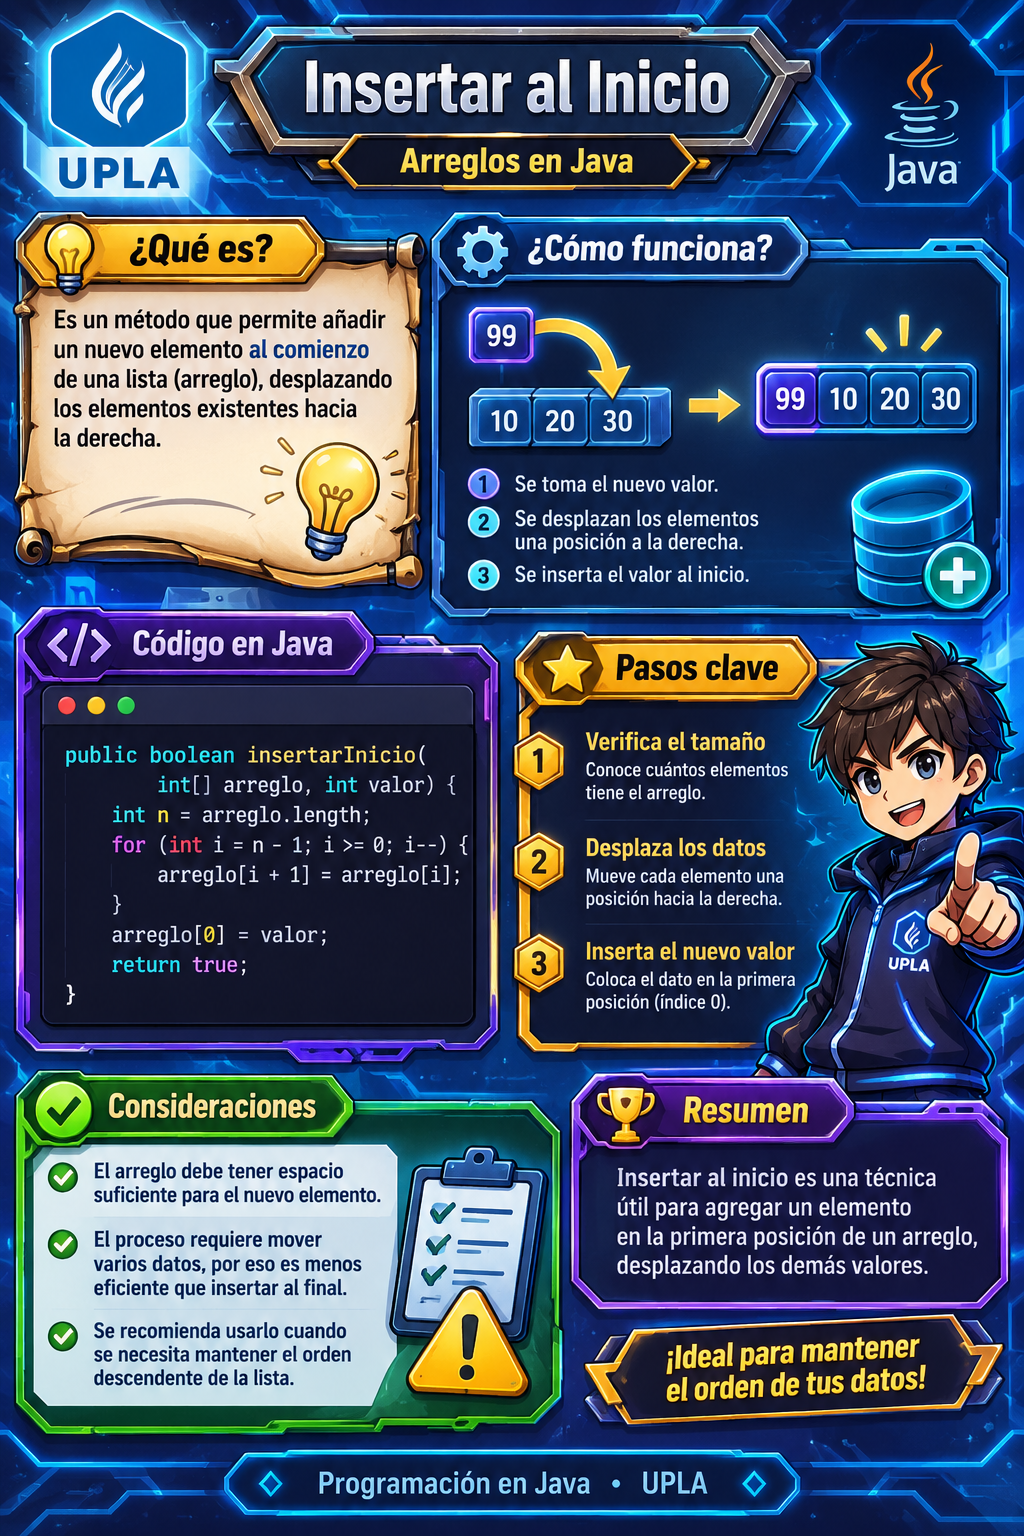 UPLA
Insertar al Inicio
Arreglos en Java
Java
¿Qué es?
Es un método que permite añadir
un nuevo elemento al comienzo
de una lista (arreglo), desplazando
los elementos existentes hacia
la derecha.
¿Cómo funciona?
99
10 20 30
99 10 20 30
1 Se toma el nuevo valor.
2 Se desplazan los elementos
una posición a la derecha.
3 Se inserta el valor al inicio.
</> Código en Java
public boolean insertarInicio(
int[] arreglo, int valor) {
int n = arreglo.length;
for (int i = n - 1; i >= 0; i--) {
arreglo[i + 1] = arreglo[i];
}
arreglo[0] = valor;
return true;
}
Pasos clave
1 Verifica el tamaño
Conoce cuántos elementos
tiene el arreglo.
2 Desplaza los datos
Mueve cada elemento una
posición hacia la derecha.
3 Inserta el nuevo valor
Coloca el dato en la primera
posición (índice 0).
UPLA
Consideraciones
El arreglo debe tener espacio
suficiente para el nuevo elemento.
El proceso requiere mover
varios datos, por eso es menos
eficiente que insertar al final.
Se recomienda usarlo cuando
se necesita mantener el orden
descendente de la lista.
Resumen
Insertar al inicio es una técnica
útil para agregar un elemento
en la primera posición de un arreglo,
desplazando los demás valores.
¡Ideal para mantener
el orden de tus datos!
Programación en Java • UPLA